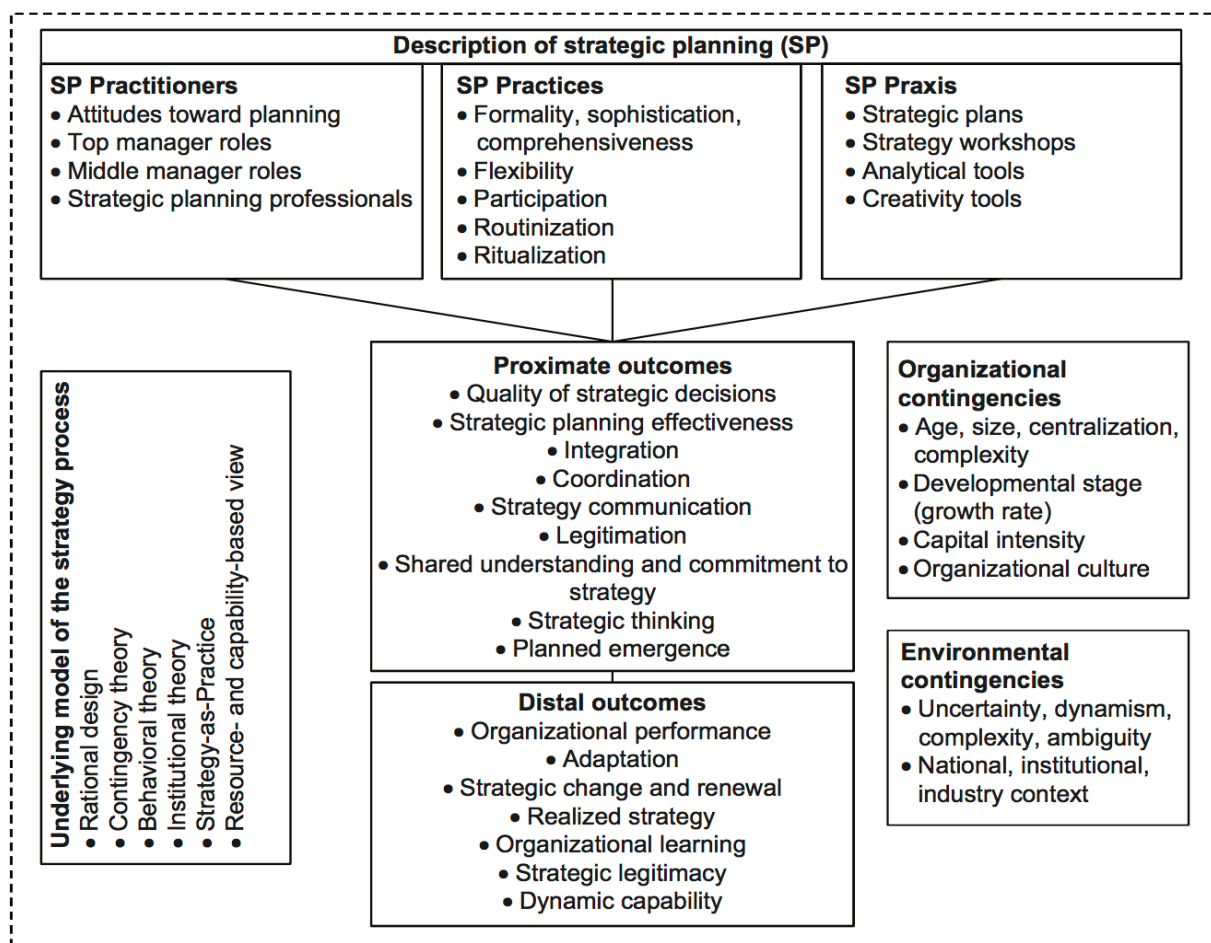 Description of strategic planning (SP)
SP Practitioners
• Attitudes toward planning
• Top manager roles
• Middle manager roles
• Strategic planning professionals
SP Practices
• Formality, sophistication,
comprehensiveness
• Flexibility
• Participation
• Routinization
• Ritualization
SP Praxis
• Strategic plans
• Strategy workshops
• Analytical tools
• Creativity tools
Underlying model of the strategy process
• Rational design
• Contingency theory
• Behavioral theory
• Institutional theory
• Strategy-as-Practice
• Resource- and capability-based view
Proximate outcomes
• Quality of strategic decisions
• Strategic planning effectiveness
• Integration
• Coordination
• Strategy communication
• Legitimation
• Shared understanding and commitment to
strategy
• Strategic thinking
• Planned emergence
Distal outcomes
• Organizational performance
• Adaptation
• Strategic change and renewal
• Realized strategy
• Organizational learning
• Strategic legitimacy
• Dynamic capability
Organizational
contingencies
• Age, size, centralization,
complexity
• Developmental stage
(growth rate)
• Capital intensity
• Organizational culture
Environmental
contingencies
• Uncertainty, dynamism,
complexity, ambiguity
• National, institutional,
industry context